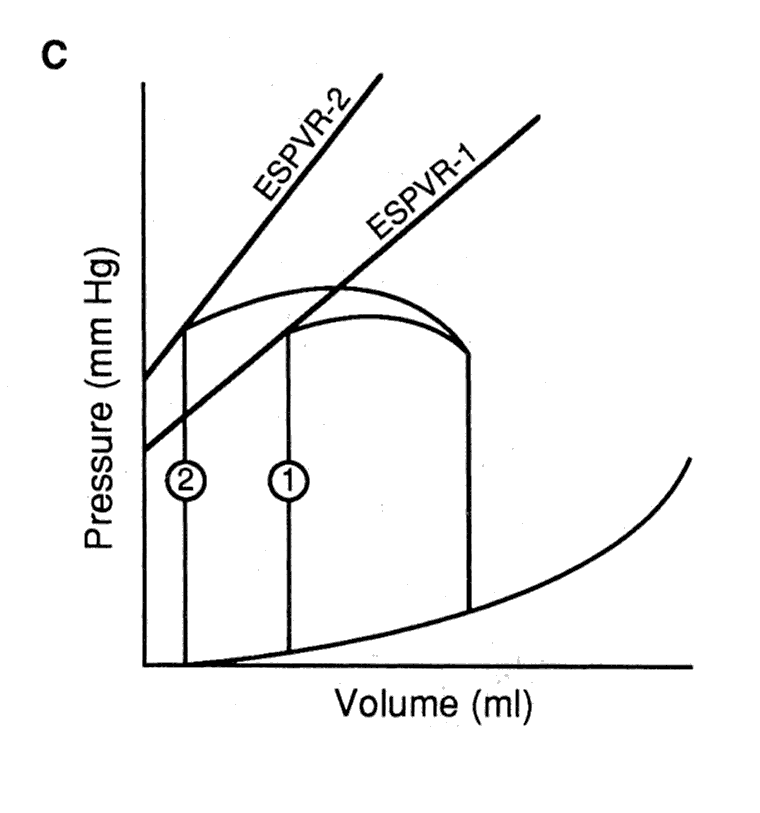 C
ESPVR-2
ESPVR-1
Pressure (mm Hg)
2
1
Volume (ml)